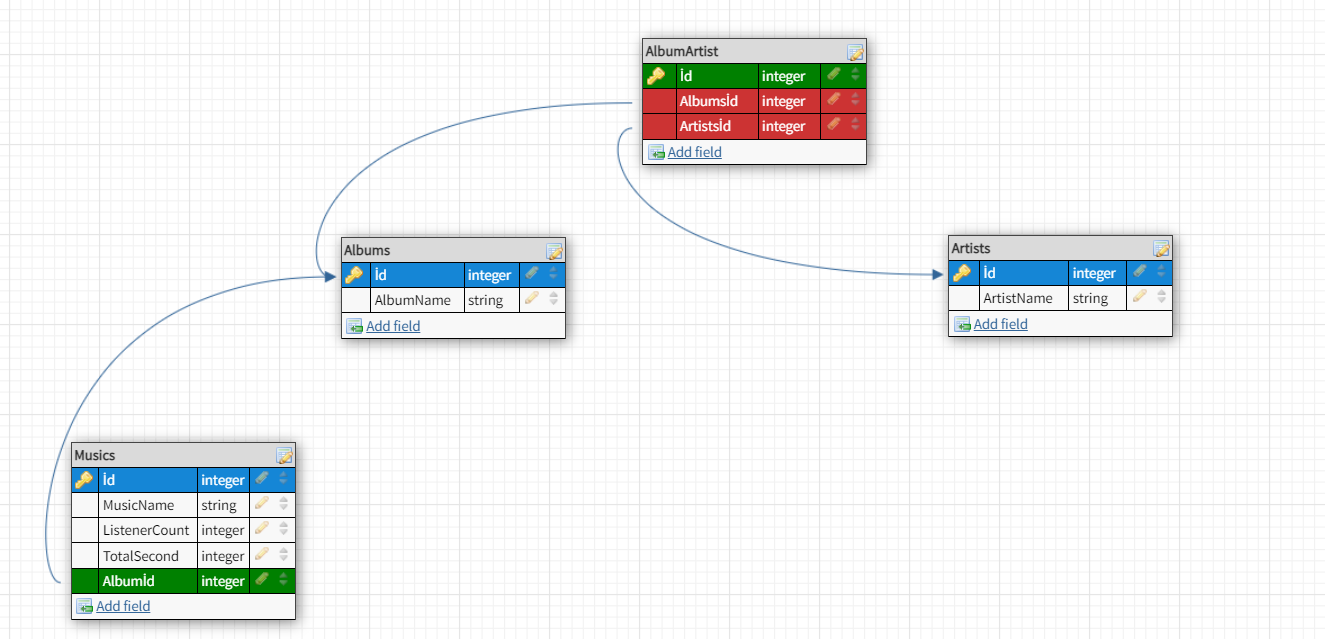 AlbumArtist
İd integer
Albumsİd integer
Artistsİd integer
Add field
Albums
İd integer
AlbumName string
Add field
Artists
İd integer
ArtistName string
Add field
Musics
İd integer
MusicName string
ListenerCount integer
TotalSecond integer
Albumİd integer
Add field